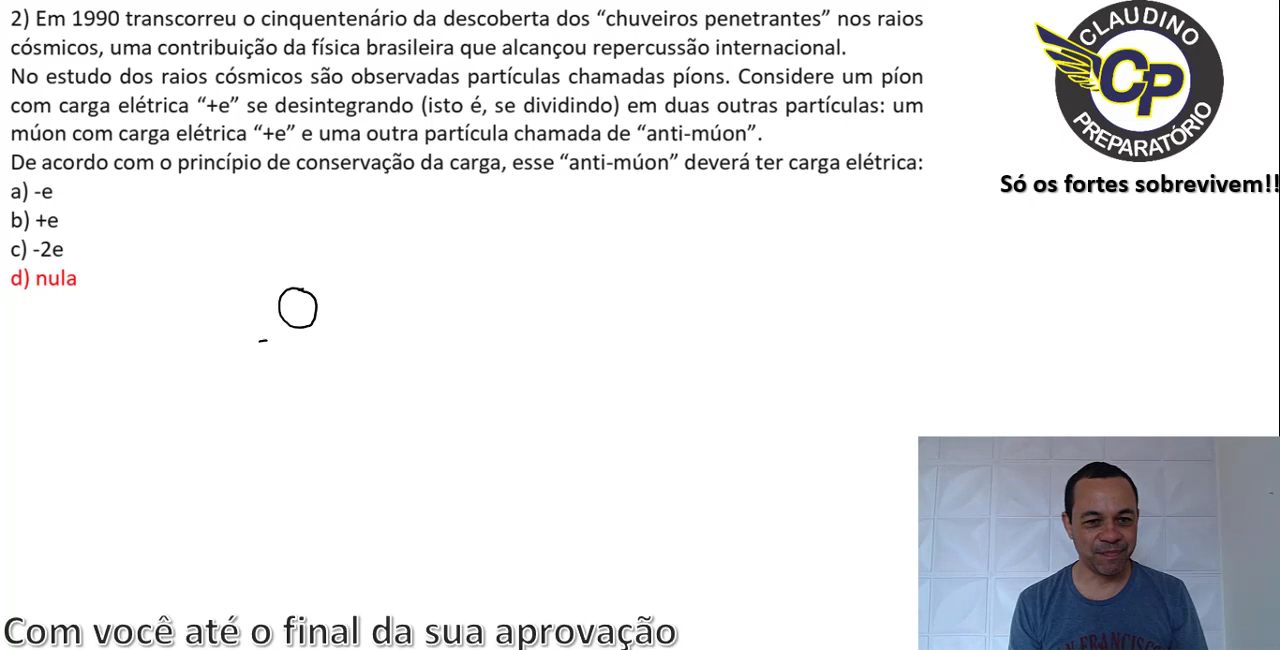 2) Em 1990 transcorreu o cinquentenário da descoberta dos “chuveiros penetrantes” nos raios
cósmicos, uma contribuição da física brasileira que alcançou repercussão internacional.
No estudo dos raios cósmicos são observadas partículas chamadas píons. Considere um píon
com carga elétrica “+e” se desintegrando (isto é, se dividindo) em duas outras partículas: um
múon com carga elétrica “+e” e uma outra partícula chamada de “anti-múon”.
De acordo com o princípio de conservação da carga, esse “anti-múon” deverá ter carga elétrica:
a) -e
b) +e
c) -2e
d) nula
CLAUDINO
CP
PREPARATÓRIO
Só os fortes sobrevivem!!
Com você até o final da sua aprovação